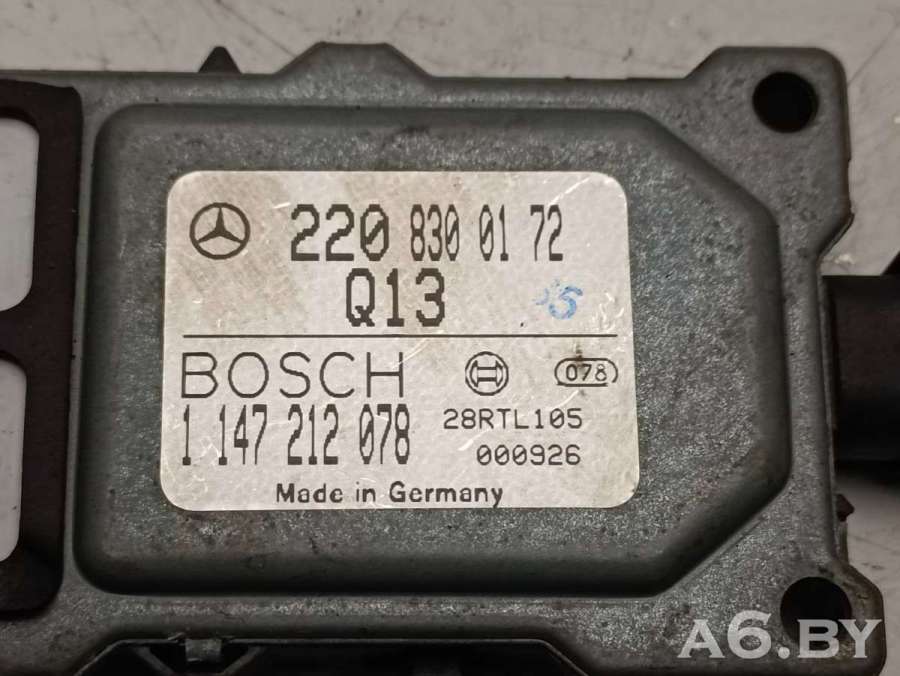 220 830 01 72
Q13
BOSCH 078
1 147 212 078 28RTL105
000926
Made in Germany
A6.BY